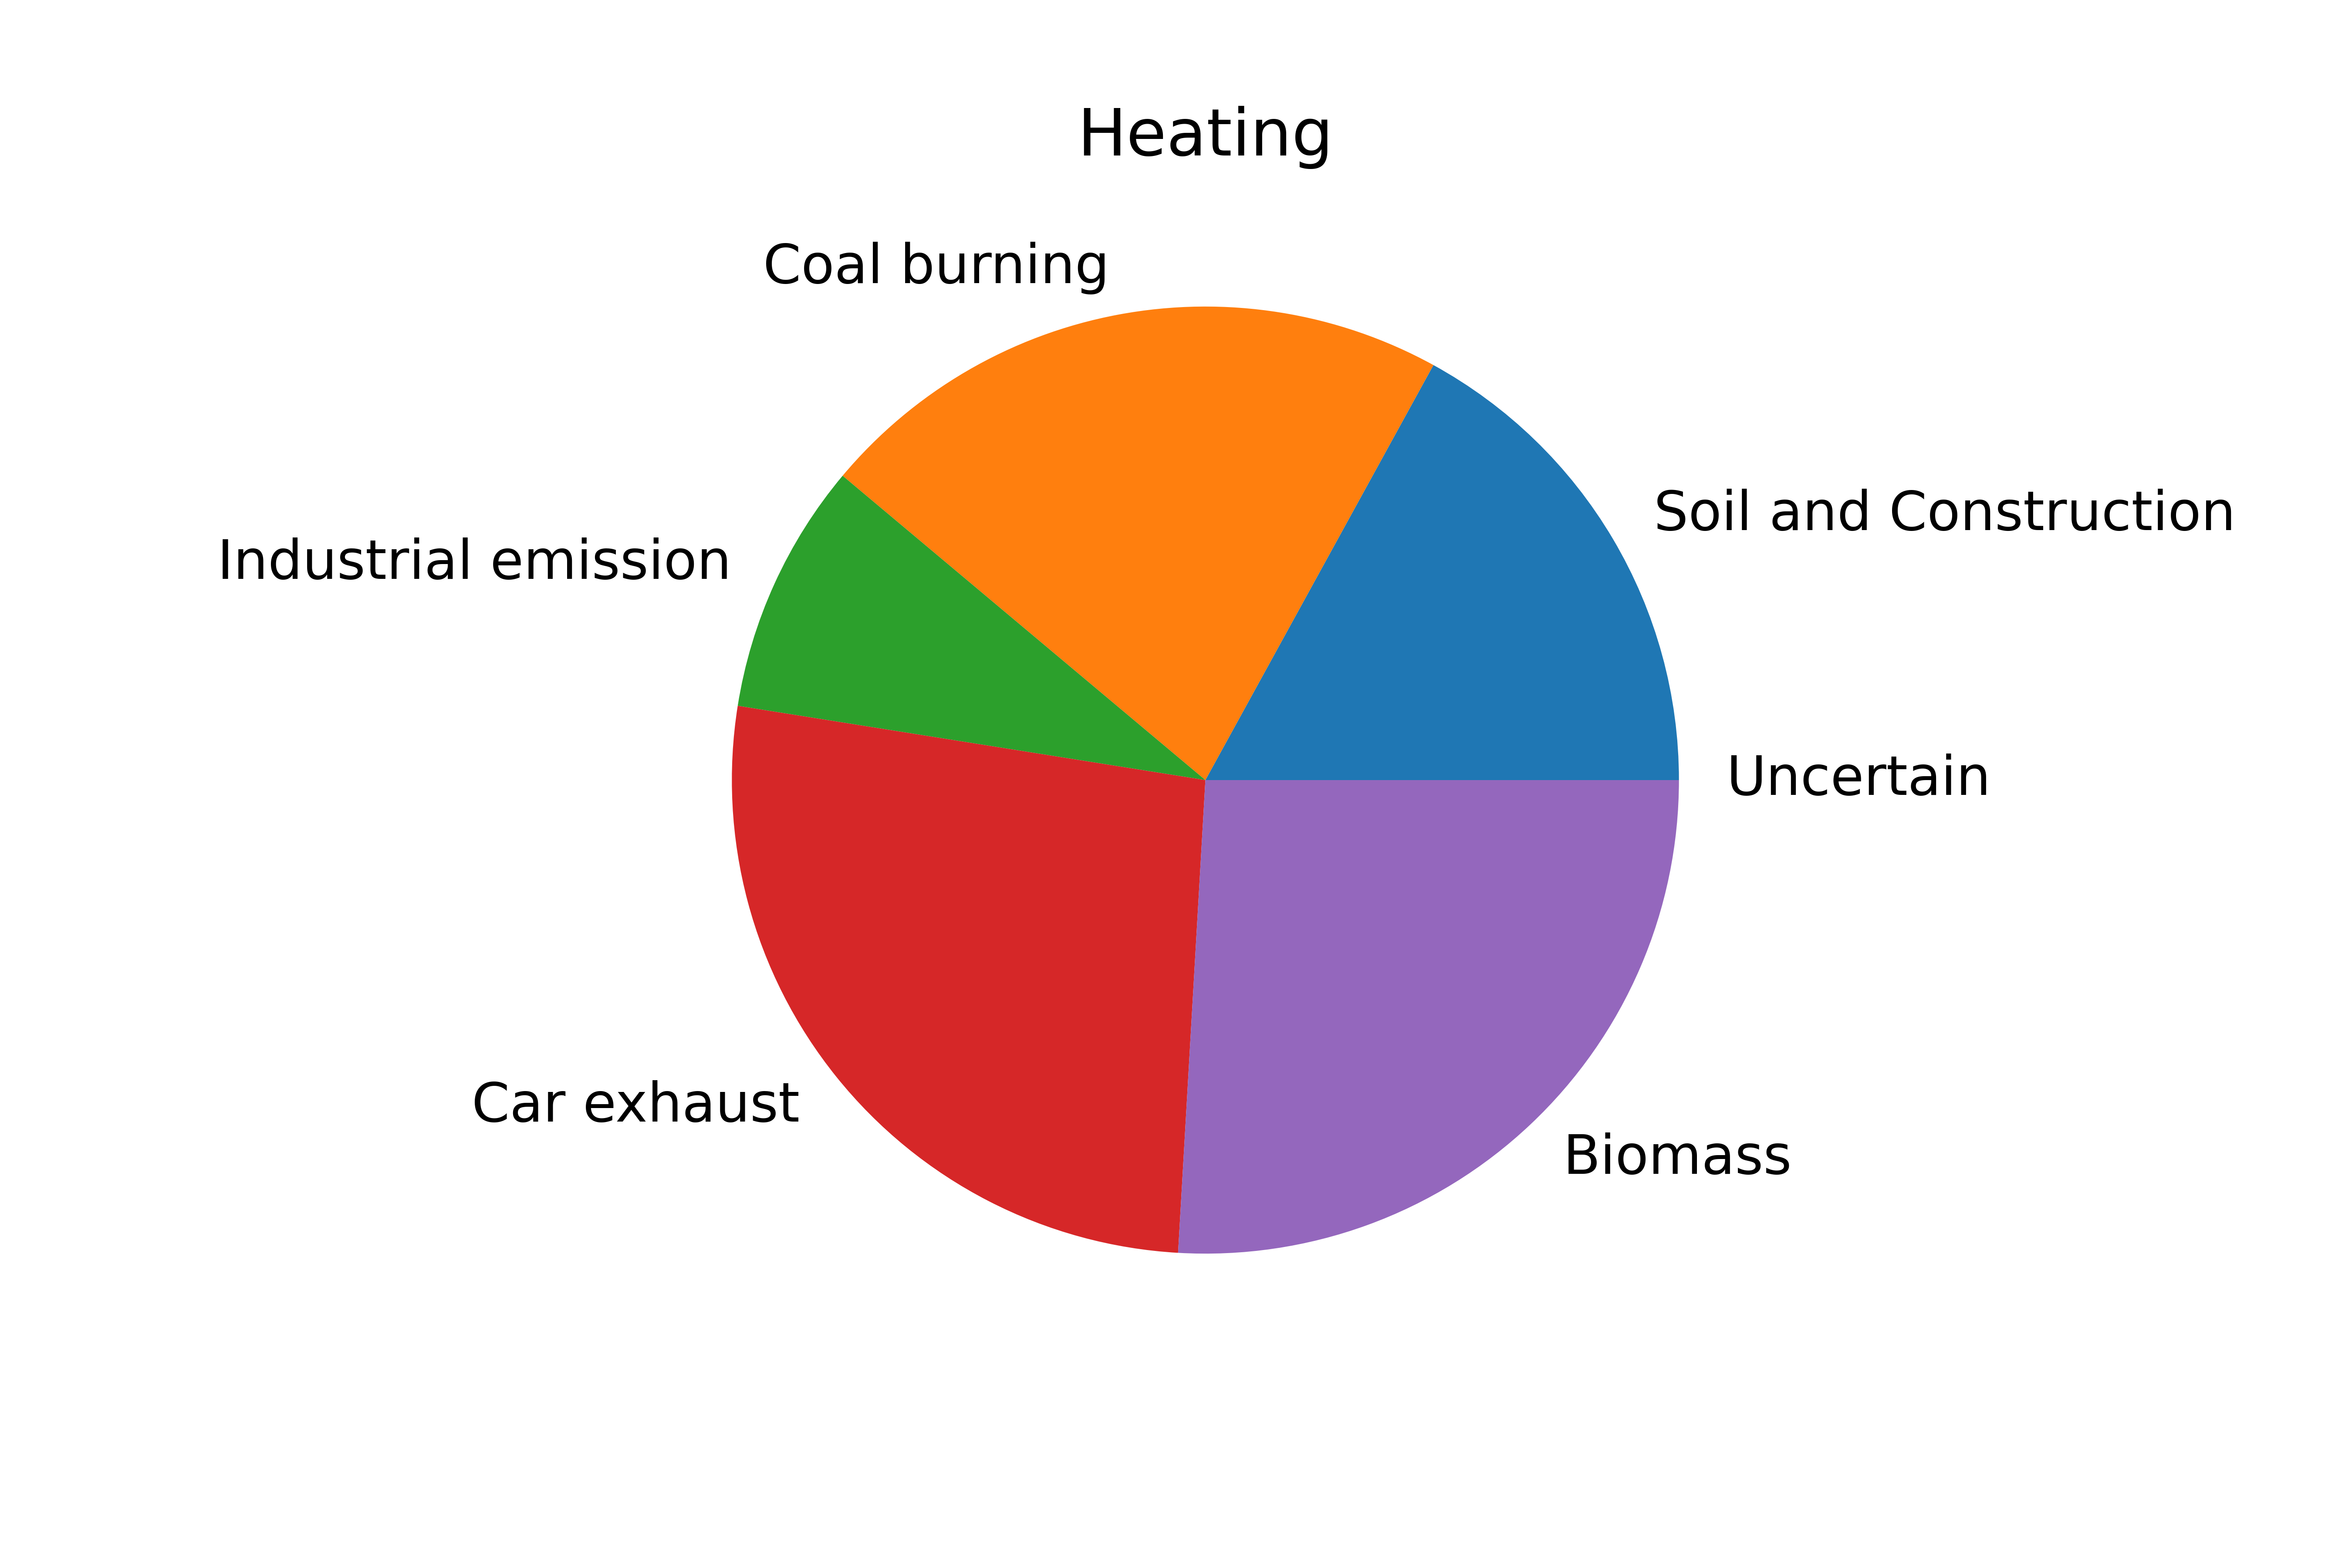 Heating
Coal burning
Soil and Construction
Industrial emission
Uncertain
Car exhaust
Biomass